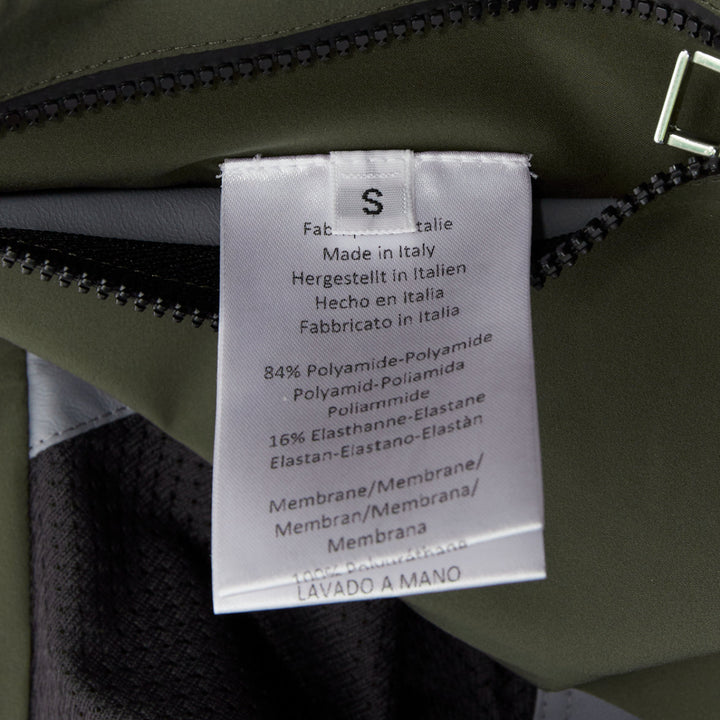 S
Made in Italy
Hergestellt in Italien
Hecho en Italia
Fabbricato in Italia
84% Polyamide-Polyamide
Polyamid-Poliamida
Poliammide
16% Elasthanne-Elastane
Elastan-Elastano-Elastàn
Membrane/Membrane/
Membran/Membrana/
Membrana
100%
LAVADO A MANO